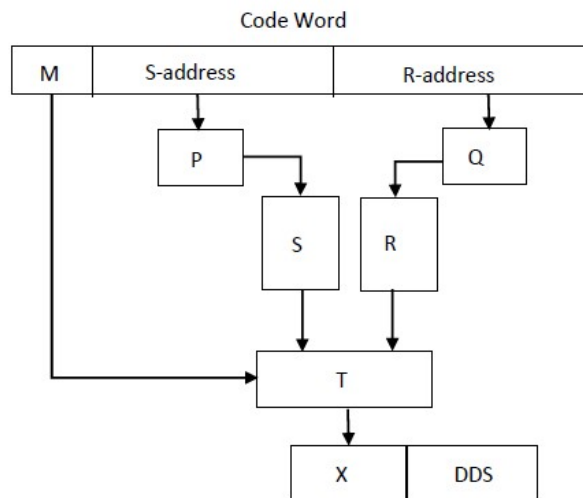 Code Word
M S-address R-address
P Q
S R
T
X DDS